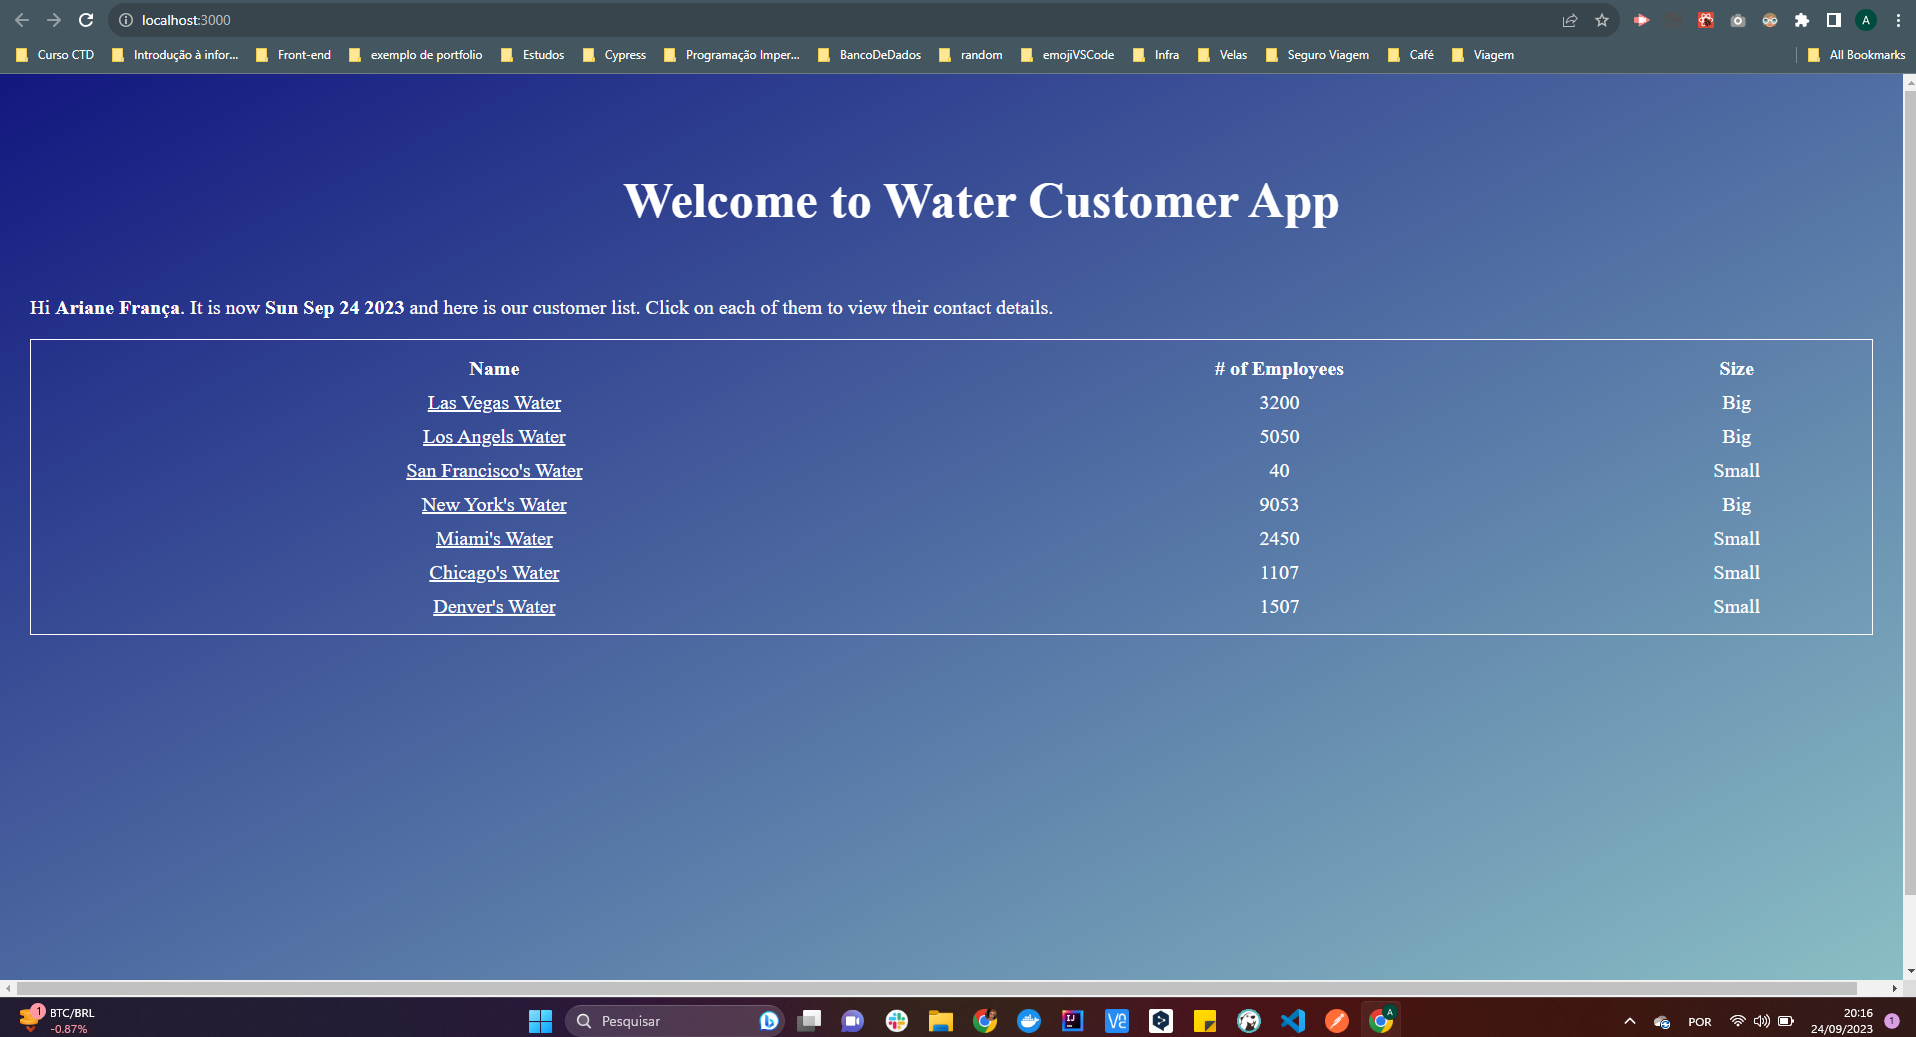 localhost:3000
A
Curso CTD Introdução à infor... Front-end exemplo de portfolio Estudos Cypress Programação Imper... BancoDeDados random emojiVSCode Infra Velas Seguro Viagem Café Viagem All Bookmarks
Welcome to Water Customer App
Hi Ariane França. It is now Sun Sep 24 2023 and here is our customer list. Click on each of them to view their contact details.
Name # of Employees Size
Las Vegas Water 3200 Big
Los Angels Water 5050 Big
San Francisco's Water 40 Small
New York's Water 9053 Big
Miami's Water 2450 Small
Chicago's Water 1107 Small
Denver's Water 1507 Small
1 BTC/BRL
-0.87%
Pesquisar
A
POR
20:16
24/09/2023
1